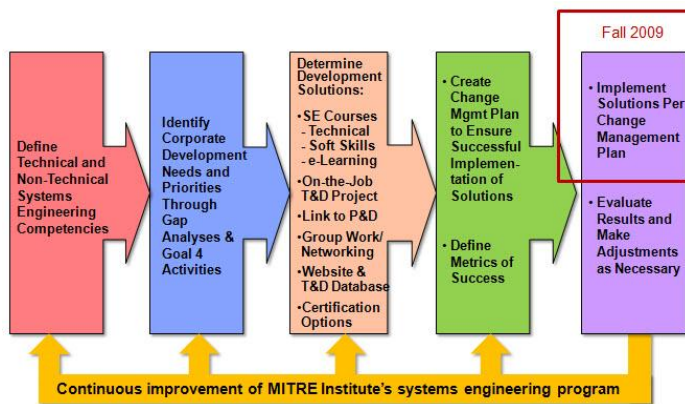 Fall 2009
Define
Technical and
Non-Technical
Systems
Engineering
Competencies
Identify
Corporate
Development
Needs and
Priorities
Through
Gap
Analyses &
Goal 4
Activities
Determine
Development
Solutions:
•SE Courses
- Technical
- Soft Skills
- e-Learning
•On-the-Job
T&D Project
•Link to P&D
•Group Work/
Networking
•Website &
T&D Database
•Certification
Options
• Create
Change
Mgmt Plan
to Ensure
Successful
Implemen-
tation of
Solutions
• Define
Metrics of
Success
• Implement
Solutions Per
Change
Management
Plan
• Evaluate
Results and
Make
Adjustments
as Necessary
Continuous improvement of MITRE Institute's systems engineering program